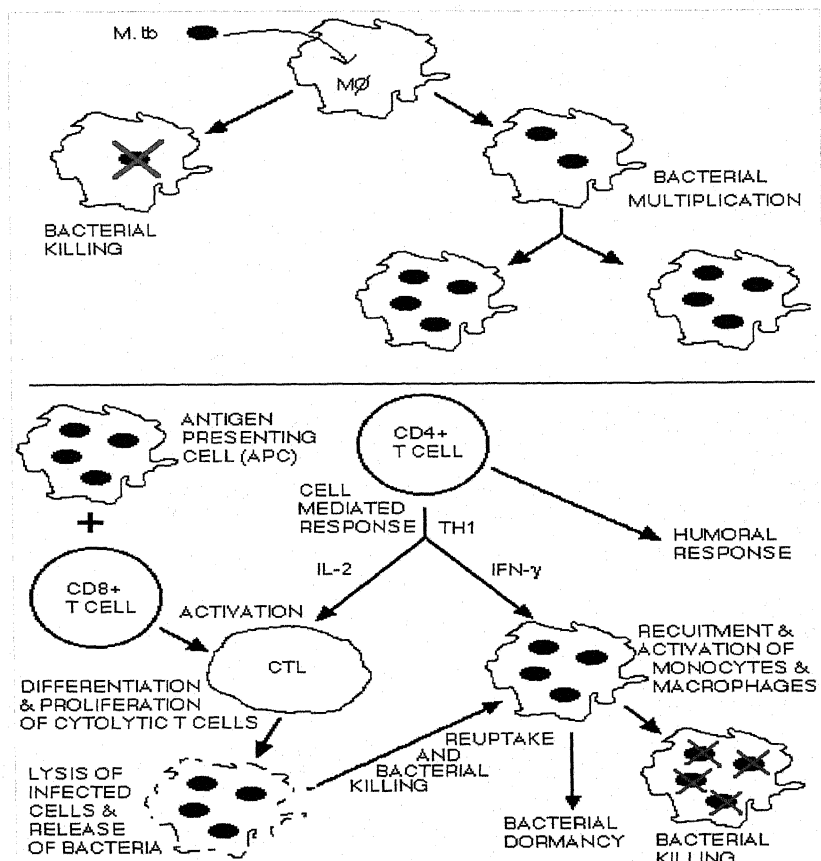 M. tb
MØ
BACTERIAL
KILLING
BACTERIAL
MULTIPLICATION
ANTIGEN
PRESENTING
CELL (APC)
+
CD8+
T CELL
CD4+
T CELL
CELL
MEDIATED
RESPONSE
TH1
HUMORAL
RESPONSE
IL-2
IFN-γ
ACTIVATION
CTL
DIFFERENTIATION
& PROLIFERATION
OF CYTOLYTIC T CELLS
RECUITMENT &
ACTIVATION OF
MONOCYTES &
MACROPHAGES
LYSIS OF
INFECTED
CELLS &
RELEASE
OF BACTERIA
REUPTAKE
AND
BACTERIAL
KILLING
BACTERIAL
DORMANCY
BACTERIAL
KILLING